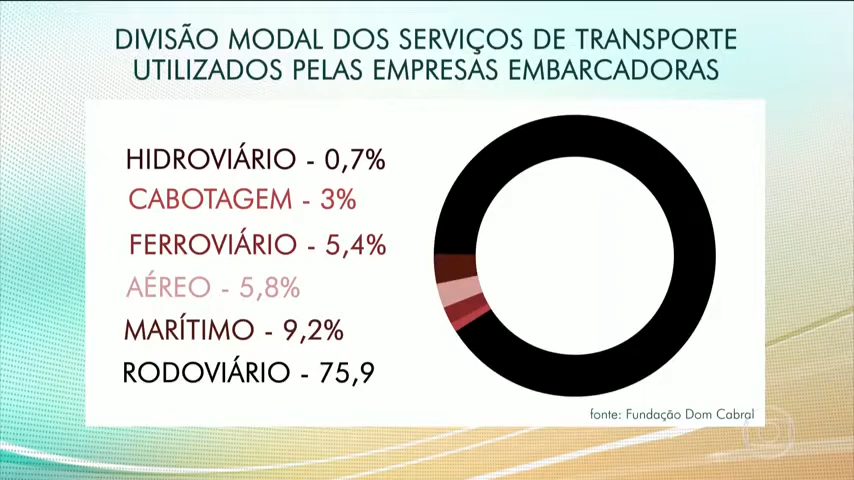 DIVISÃO MODAL DOS SERVIÇOS DE TRANSPORTE
UTILIZADOS PELAS EMPRESAS EMBARCADORAS
HIDROVIÁRIO - 0,7%
CABOTAGEM - 3%
FERROVIÁRIO - 5,4%
AÉREO - 5,8%
MARÍTIMO - 9,2%
RODOVIÁRIO - 75,9
fonte: Fundação Dom Cabral